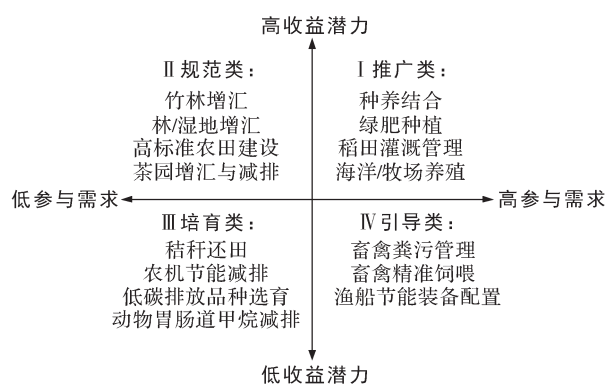 高收益潜力
Ⅱ规范类：
竹林增汇
林/湿地增汇
高标准农田建设
茶园增汇与减排
Ⅰ推广类：
种养结合
绿肥种植
稻田灌溉管理
海洋/牧场养殖
低参与需求
高参与需求
Ⅲ培育类：
秸秆还田
农机节能减排
低碳排放品种选育
动物胃肠道甲烷减排
Ⅳ引导类：
畜禽粪污管理
畜禽精准饲喂
渔船节能装备配置
低收益潜力